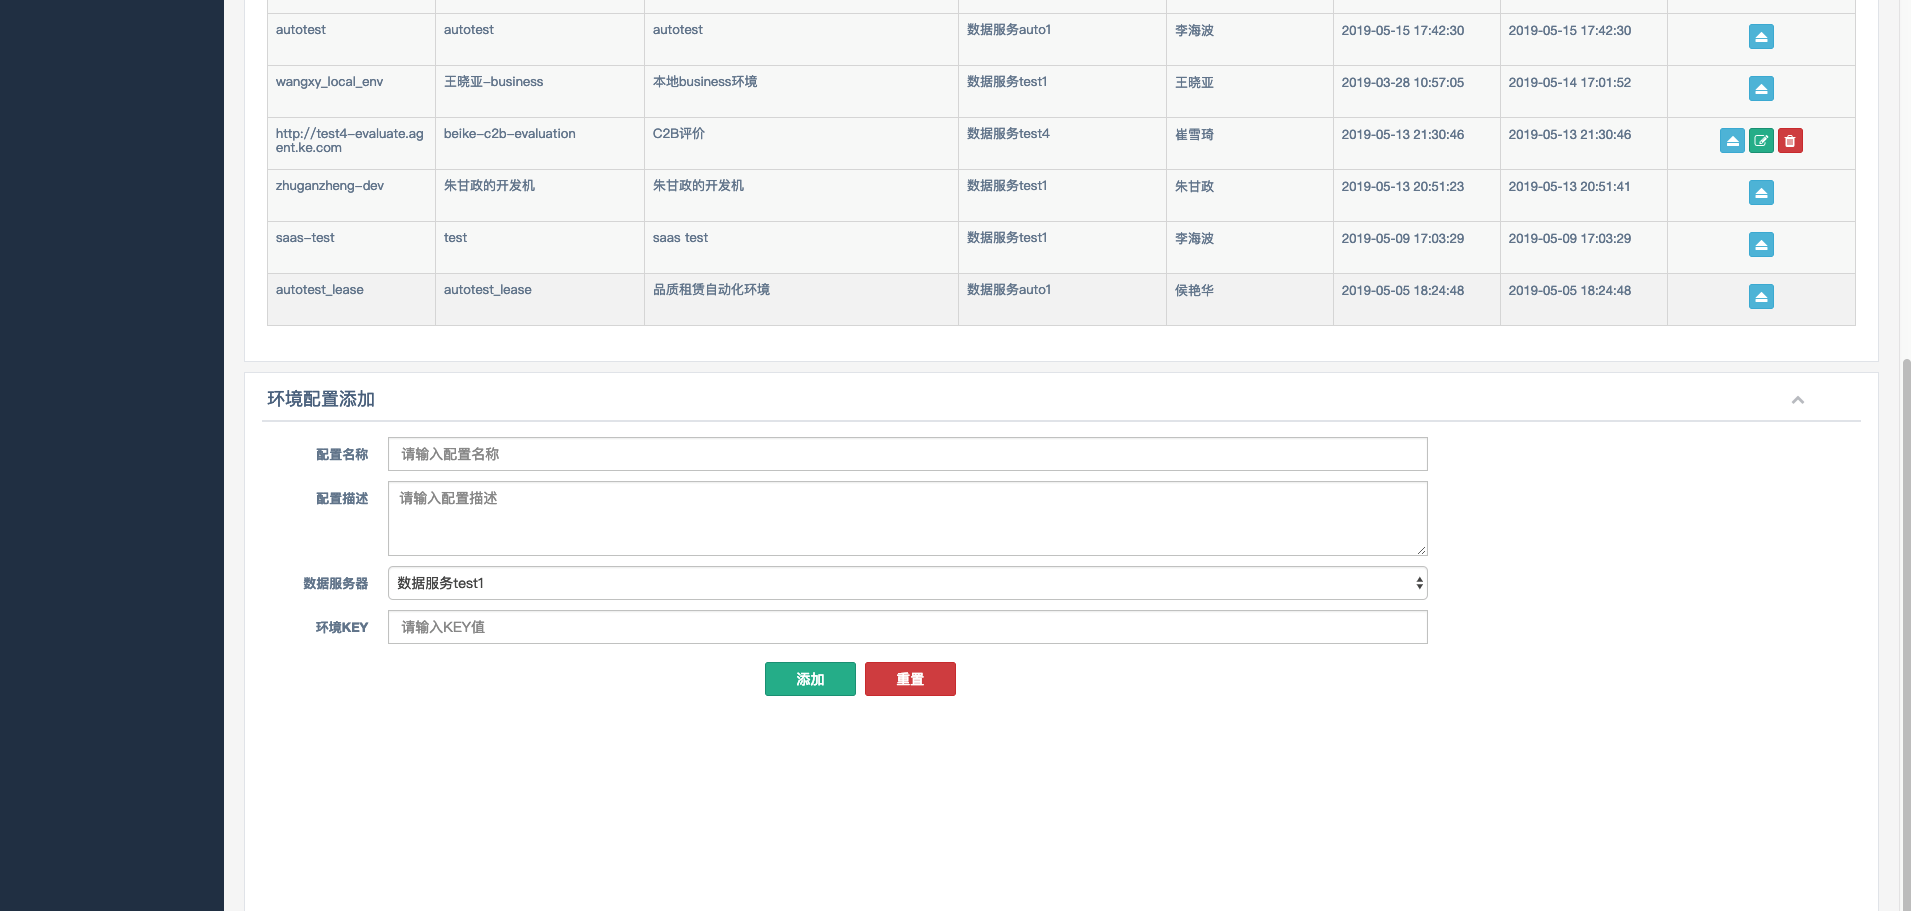 autotest autotest autotest 数据服务auto1 李海波 2019-05-15 17:42:30 2019-05-15 17:42:30
wangxy_local_env 王晓亚-business 本地business环境 数据服务test1 王晓亚 2019-03-28 10:57:05 2019-05-14 17:01:52
http://test4-evaluate.ag beike-c2b-evaluation C2B评价 数据服务test4 崔雪琦 2019-05-13 21:30:46 2019-05-13 21:30:46
ent.ke.com
zhuganzheng-dev 朱甘政的开发机 朱甘政的开发机 数据服务test1 朱甘政 2019-05-13 20:51:23 2019-05-13 20:51:41
saas-test test saas test 数据服务test1 李海波 2019-05-09 17:03:29 2019-05-09 17:03:29
autotest_lease autotest_lease 品质租赁自动化环境 数据服务auto1 侯艳华 2019-05-05 18:24:48 2019-05-05 18:24:48
环境配置添加
配置名称 请输入配置名称
配置描述 请输入配置描述
数据服务器 数据服务test1
环境KEY 请输入KEY值
添加 重置